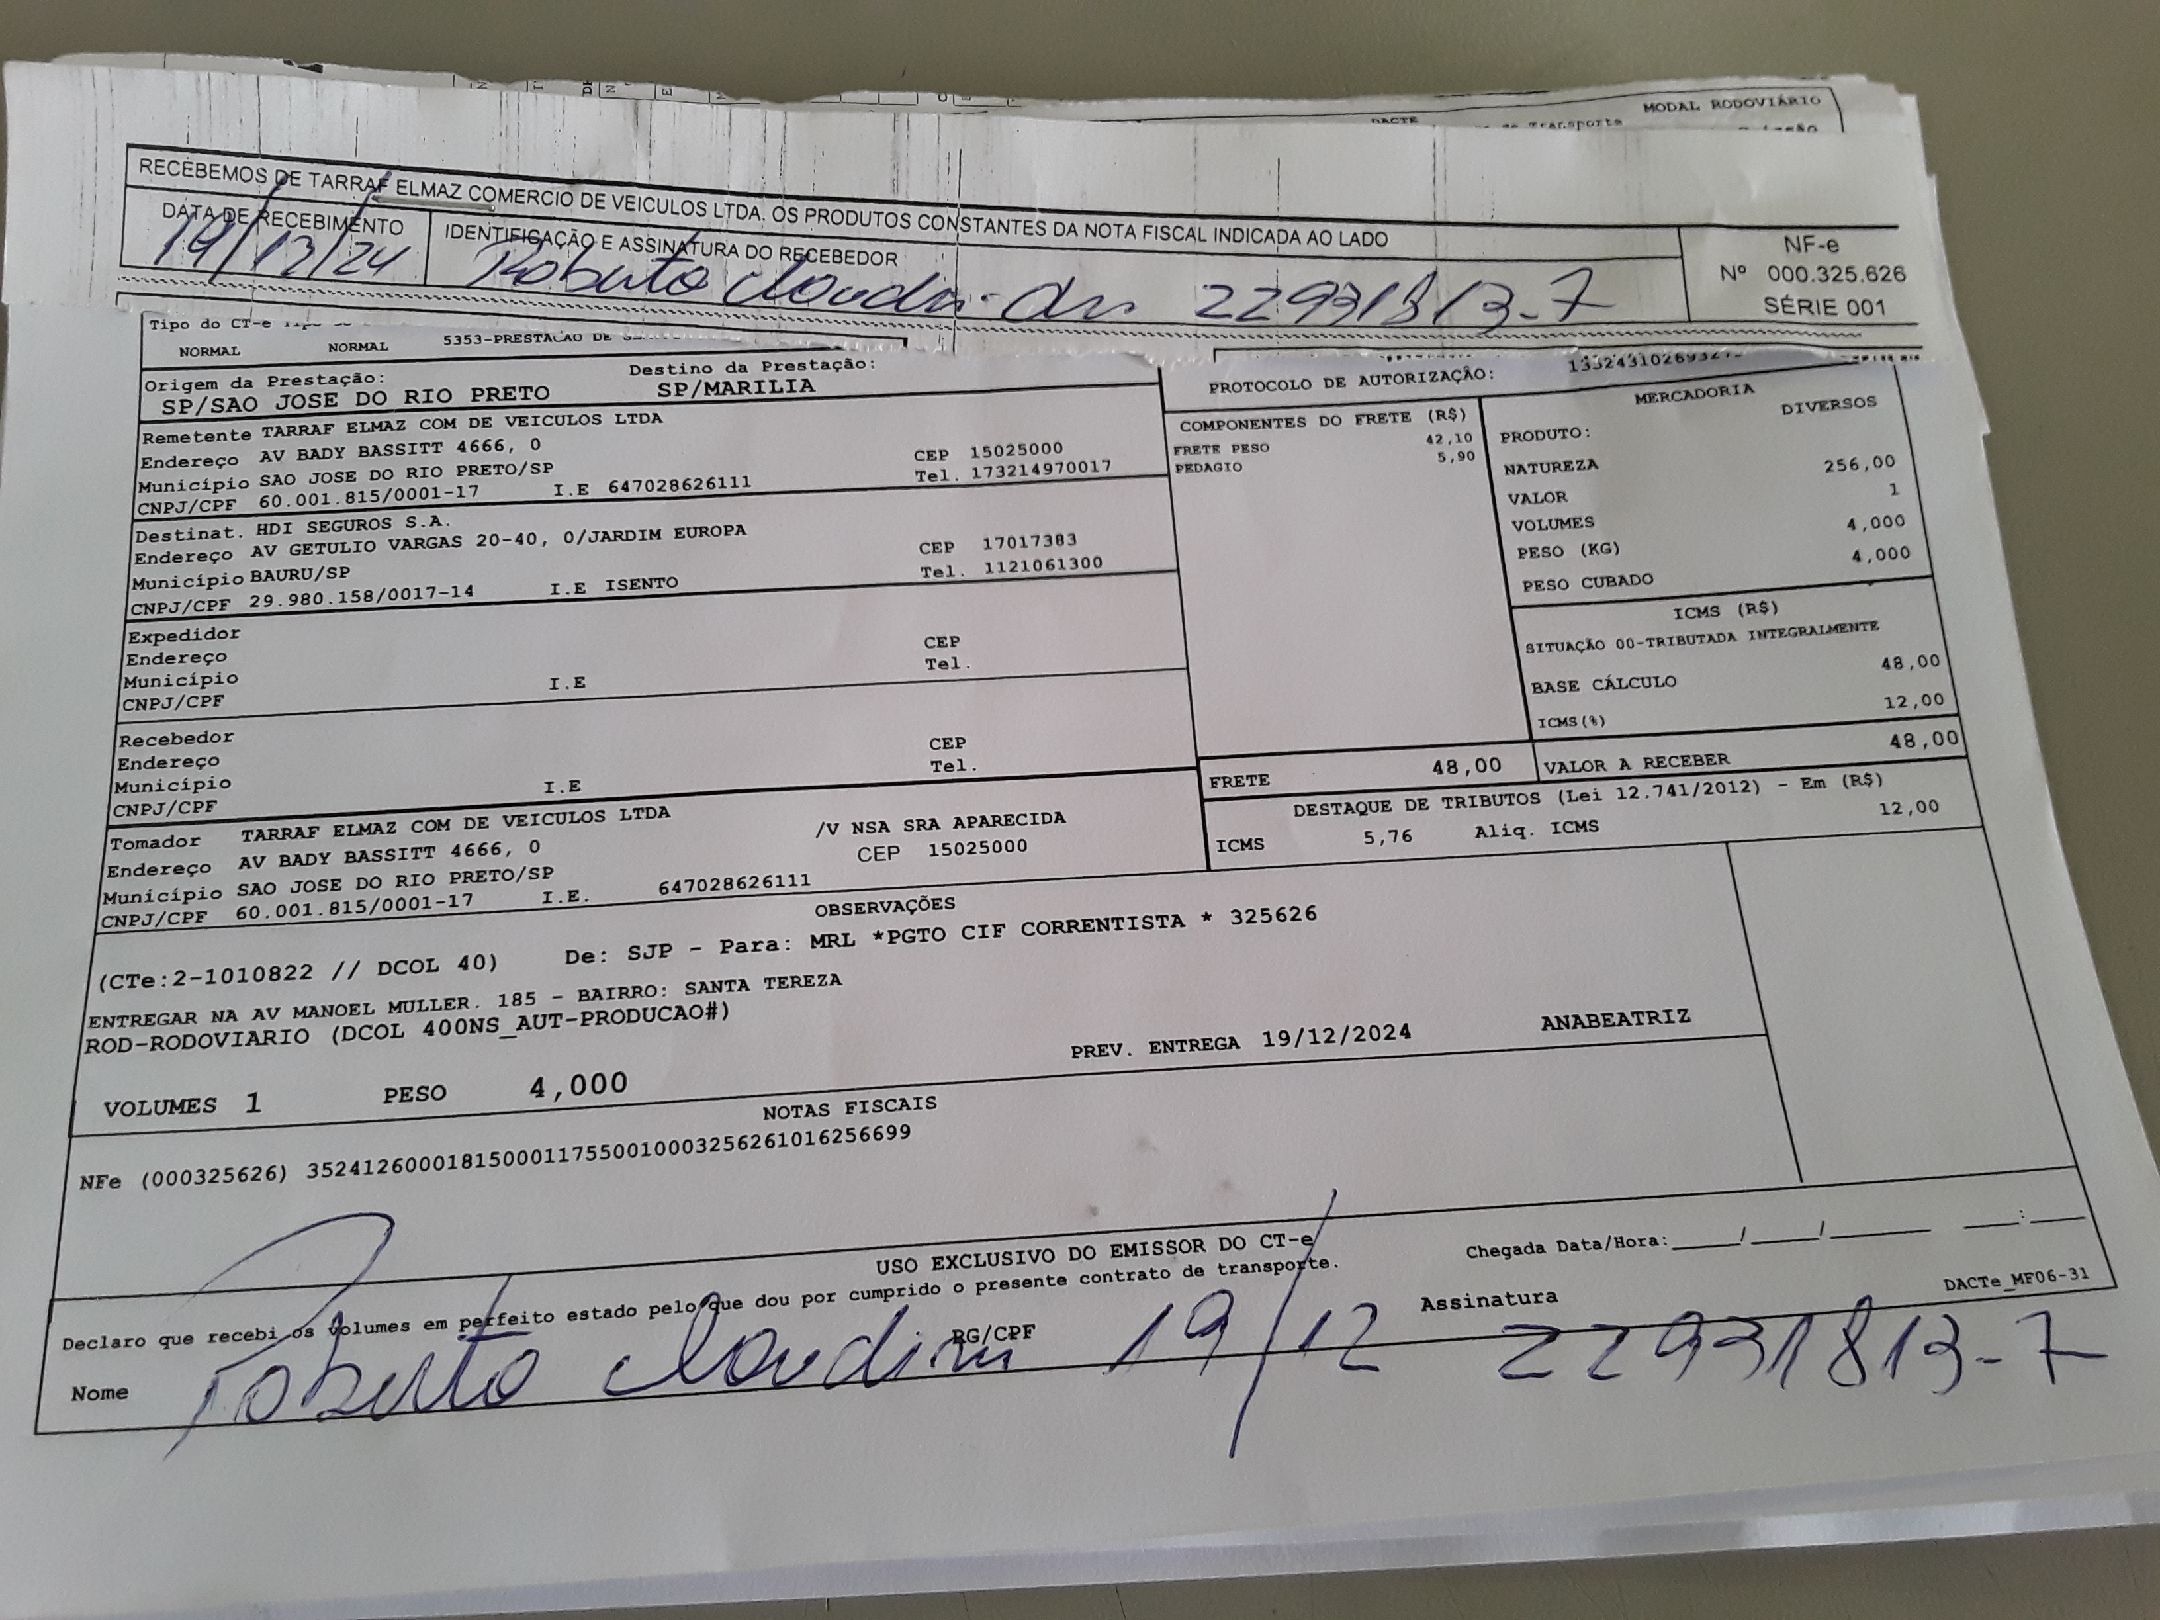 MODAL RODOVIÁRIO
DACTE
Transporte
RECEBEMOS DE TARRAF ELMAZ COMERCIO DE VEICULOS LTDA. OS PRODUTOS CONSTANTES DA NOTA FISCAL INDICADA AO LADO
DATA DE RECEBIMENTO
19/12/24
IDENTIFICAÇÃO E ASSINATURA DO RECEBEDOR
Roberto 22931813-7
NF-e
Nº 000.325.626
SÉRIE 001
Tipo do CT-e
NORMAL NORMAL 5353-PRESTACAO DE
Origem da Prestação: Destino da Prestação:
SP/SAO JOSE DO RIO PRETO SP/MARILIA
Remetente TARRAF ELMAZ COM DE VEICULOS LTDA
Endereço AV BADY BASSITT 4666, 0 CEP 15025000
Município SAO JOSE DO RIO PRETO/SP Tel. 173214970017
CNPJ/CPF 60.001.815/0001-17 I.E 647028626111
Destinat. HDI SEGUROS S.A.
Endereço AV GETULIO VARGAS 20-40, 0/JARDIM EUROPA CEP 17017383
Município BAURU/SP Tel. 1121061300
CNPJ/CPF 29.980.158/0017-14 I.E ISENTO
Expedidor
Endereço CEP
Município Tel.
CNPJ/CPF I.E
Recebedor
Endereço CEP
Município Tel.
CNPJ/CPF I.E
Tomador TARRAF ELMAZ COM DE VEICULOS LTDA
Endereço AV BADY BASSITT 4666, 0 /V NSA SRA APARECIDA
Município SAO JOSE DO RIO PRETO/SP CEP 15025000
CNPJ/CPF 60.001.815/0001-17 I.E. 647028626111
PROTOCOLO DE AUTORIZAÇÃO:
COMPONENTES DO FRETE (R$)
FRETE PESO 42,10
PEDAGIO 5,90
MERCADORIA
PRODUTO: DIVERSOS
NATUREZA
VALOR 256,00
VOLUMES 1
PESO (KG) 4,000
PESO CUBADO 4,000
ICMS (R$)
SITUAÇÃO 00-TRIBUTADA INTEGRALMENTE
BASE CÁLCULO 48,00
ICMS(%) 12,00
FRETE 48,00 VALOR A RECEBER 48,00
DESTAQUE DE TRIBUTOS (Lei 12.741/2012) - Em (R$)
ICMS 5,76 Aliq. ICMS 12,00
OBSERVAÇÕES
(CTe:2-1010822 // DCOL 40) De: SJP - Para: MRL *PGTO CIF CORRENTISTA * 325626
ENTREGAR NA AV MANOEL MULLER. 185 - BAIRRO: SANTA TEREZA
ROD-RODOVIARIO (DCOL 400NS_AUT-PRODUCAO#)
PREV. ENTREGA 19/12/2024 ANABEATRIZ
VOLUMES 1 PESO 4,000
NOTAS FISCAIS
NFe (000325626) 35241260001815000117550010003256261016256699
USO EXCLUSIVO DO EMISSOR DO CT-e
Declaro que recebi os volumes em perfeito estado pelo que dou por cumprido o presente contrato de transporte.
Chegada Data/Hora:_____/_____/_______ ____:____
DACTe_MF06-31
Nome Roberto RG/CPF 19/12 Assinatura 22931813-7